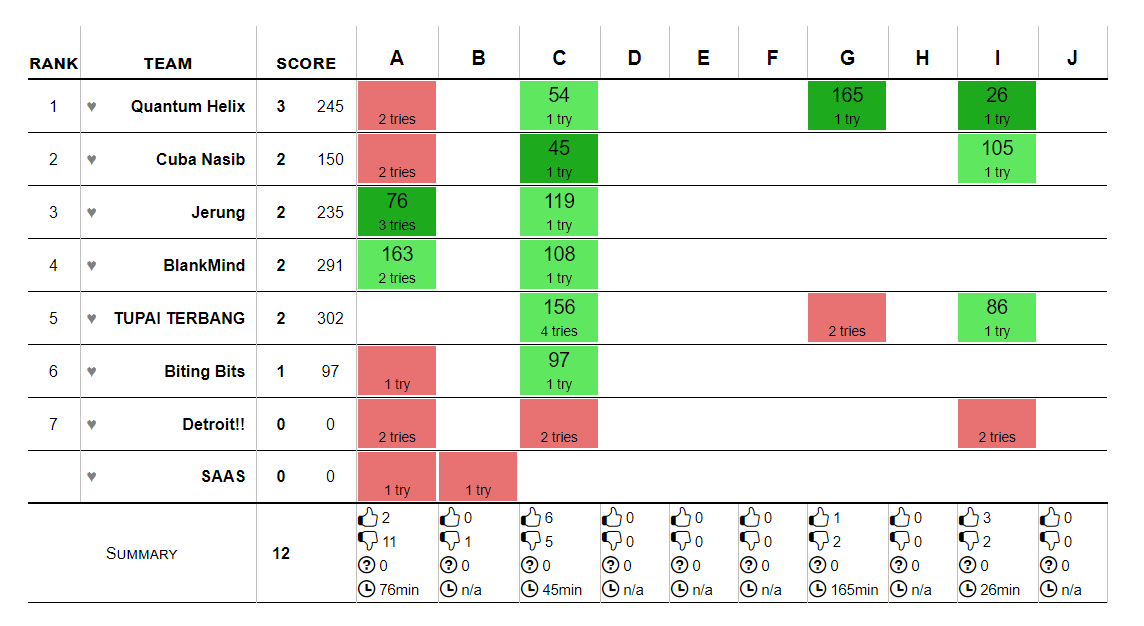 RANK TEAM SCORE A B C D E F G H I J
1 Quantum Helix 3 245 54 165 26
2 tries 1 try 1 try 1 try
2 Cuba Nasib 2 150 45 105
2 tries 1 try 1 try
3 Jerung 2 235 76 119
3 tries 1 try
4 BlankMind 2 291 163 108
2 tries 1 try
5 TUPAI TERBANG 2 302 156 86
4 tries 2 tries 1 try
6 Biting Bits 1 97 97
1 try 1 try
7 Detroit!! 0 0
2 tries 2 tries 2 tries
SAAS 0 0
1 try 1 try
SUMMARY 12
2 0 6 0 0 0 1 0 3 0
11 1 5 0 0 0 2 0 2 0
0 0 0 0 0 0 0 0 0 0
76min n/a 45min n/a n/a n/a 165min n/a 26min n/a